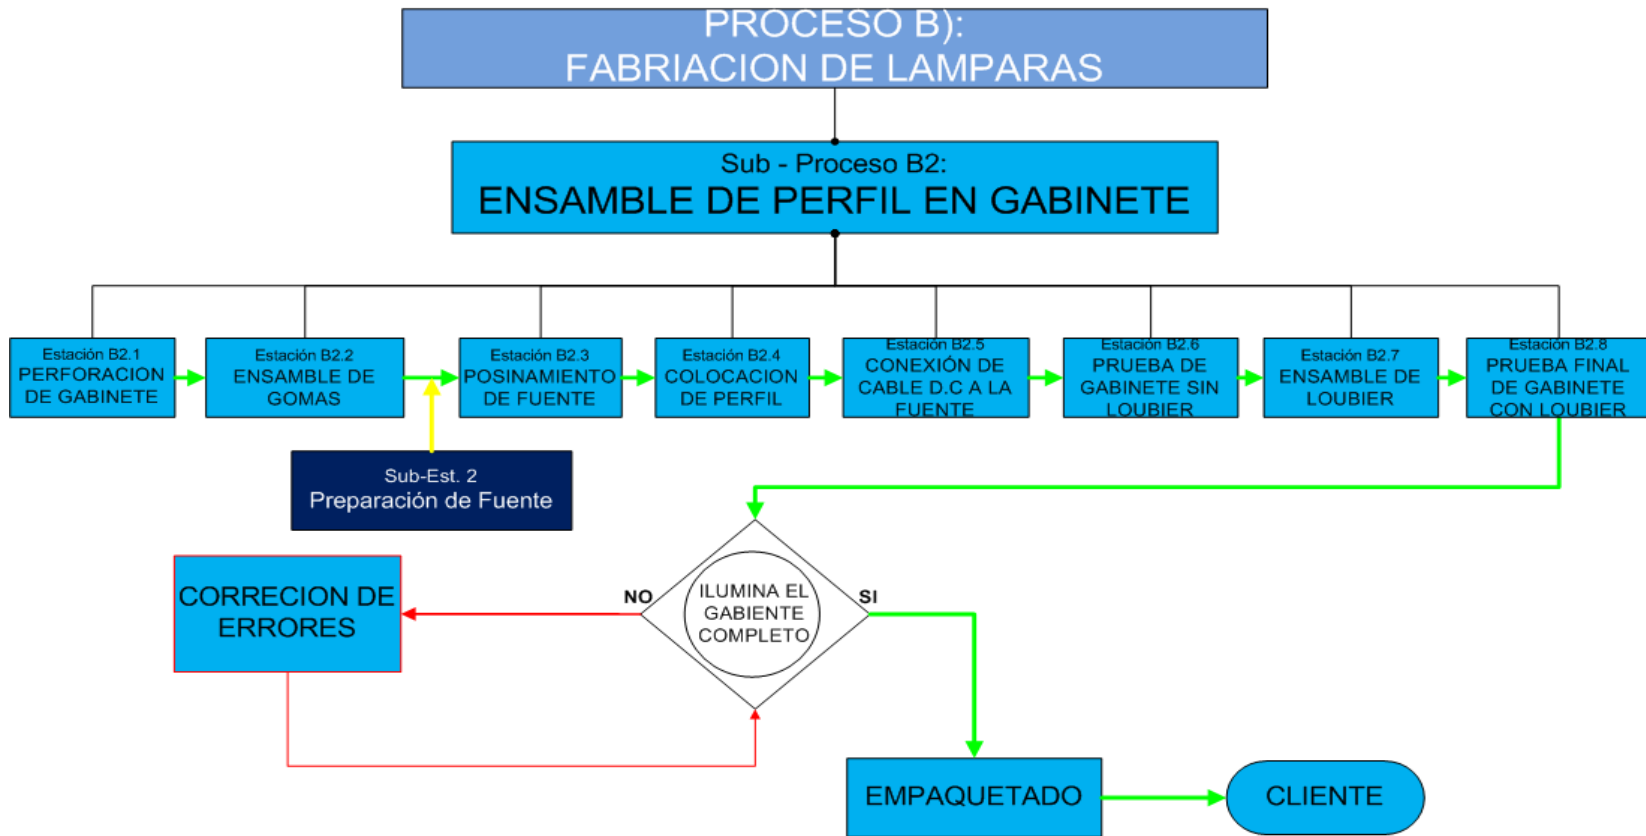 PROCESO B):
FABRIACION DE LAMPARAS
Sub - Proceso B2:
ENSAMBLE DE PERFIL EN GABINETE
Estación B2.1
PERFORACION
DE GABINETE
Estación B2.2
ENSAMBLE DE
GOMAS
Estación B2.3
POSINAMIENTO
DE FUENTE
Estación B2.4
COLOCACION
DE PERFIL
Estación B2.5
CONEXIÓN DE
CABLE D.C A LA
FUENTE
Estación B2.6
PRUEBA DE
GABINETE SIN
LOUBIER
Estación B2.7
ENSAMBLE DE
LOUBIER
Estación B2.8
PRUEBA FINAL
DE GABINETE
CON LOUBIER
Sub-Est. 2
Preparación de Fuente
CORRECION DE
ERRORES
NO
ILUMINA EL
GABIENTE
COMPLETO
SI
EMPAQUETADO
CLIENTE